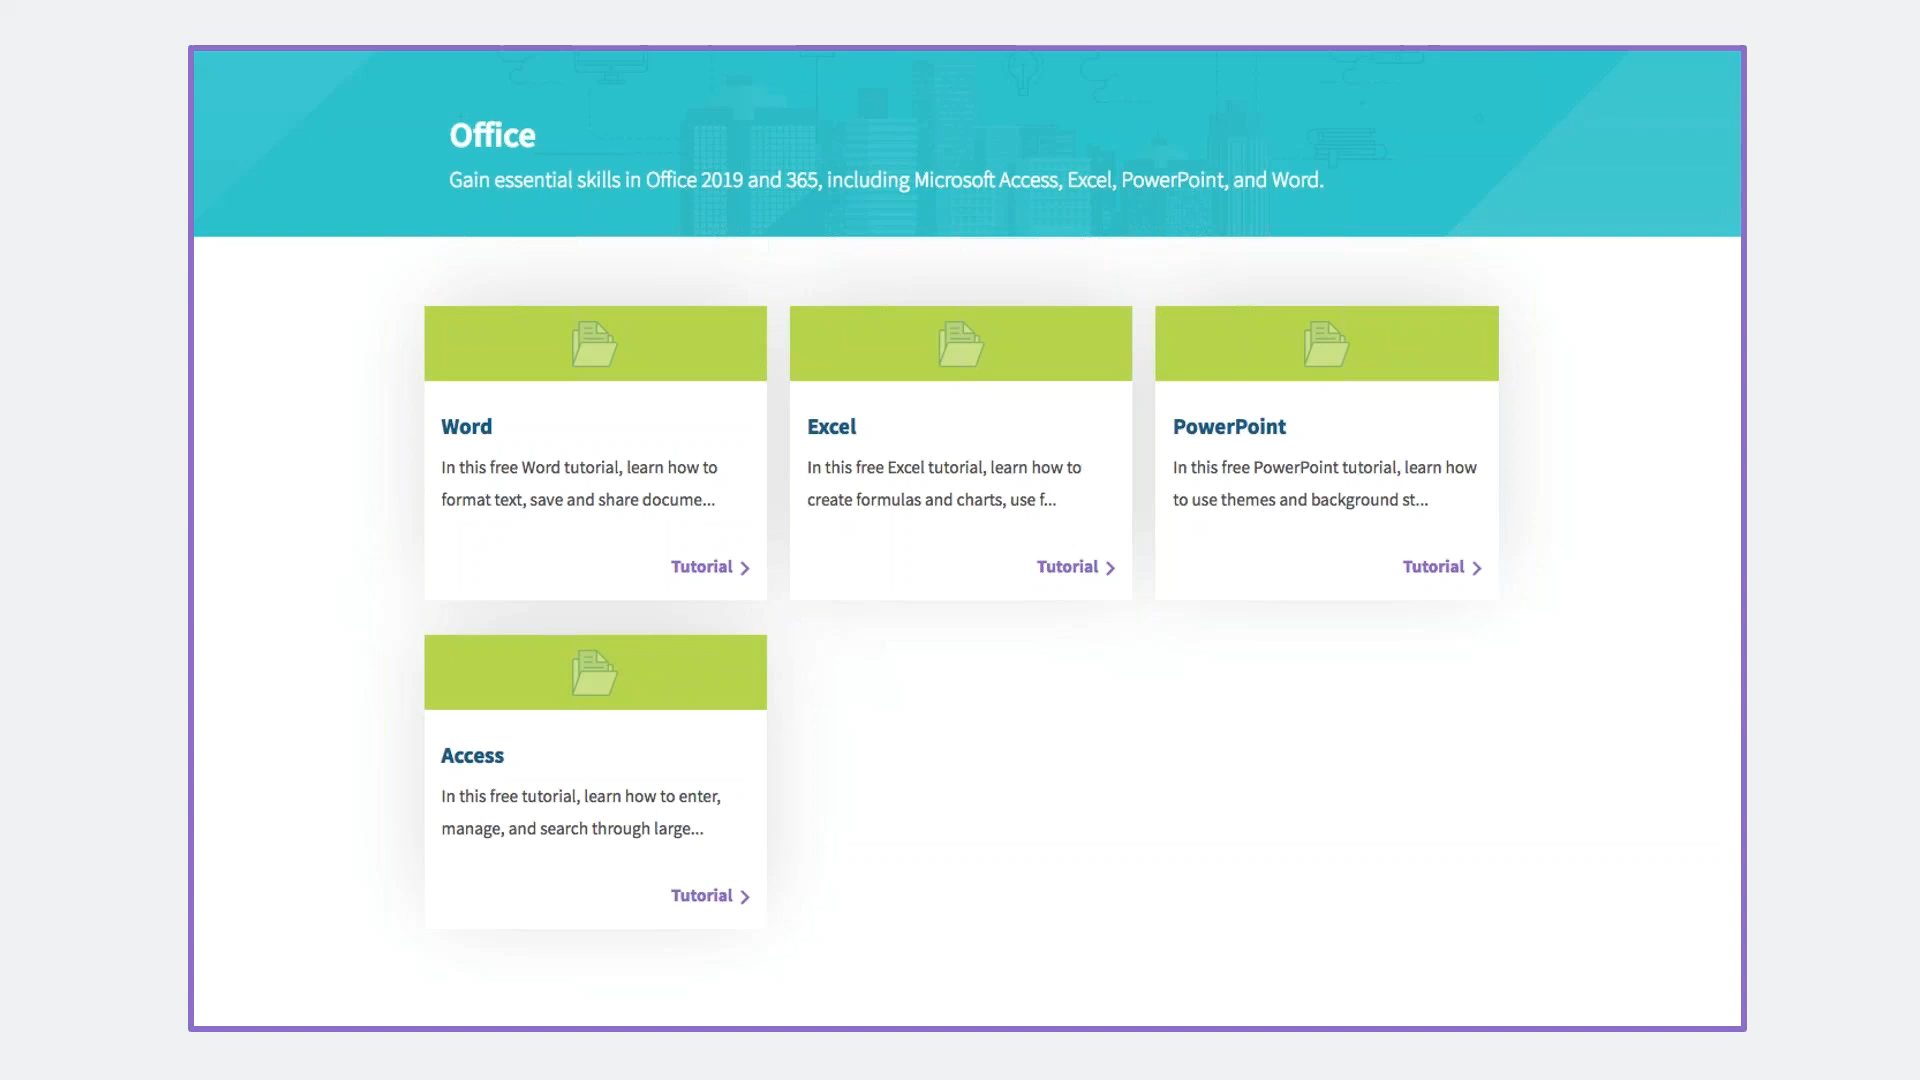 Office
Gain essential skills in Office 2019 and 365, including Microsoft Access, Excel, PowerPoint, and Word.
Word
In this free Word tutorial, learn how to
format text, save and share docume...
Tutorial
Excel
In this free Excel tutorial, learn how to
create formulas and charts, use f...
Tutorial
PowerPoint
In this free PowerPoint tutorial, learn how
to use themes and background st...
Tutorial
Access
In this free tutorial, learn how to enter,
manage, and search through large...
Tutorial